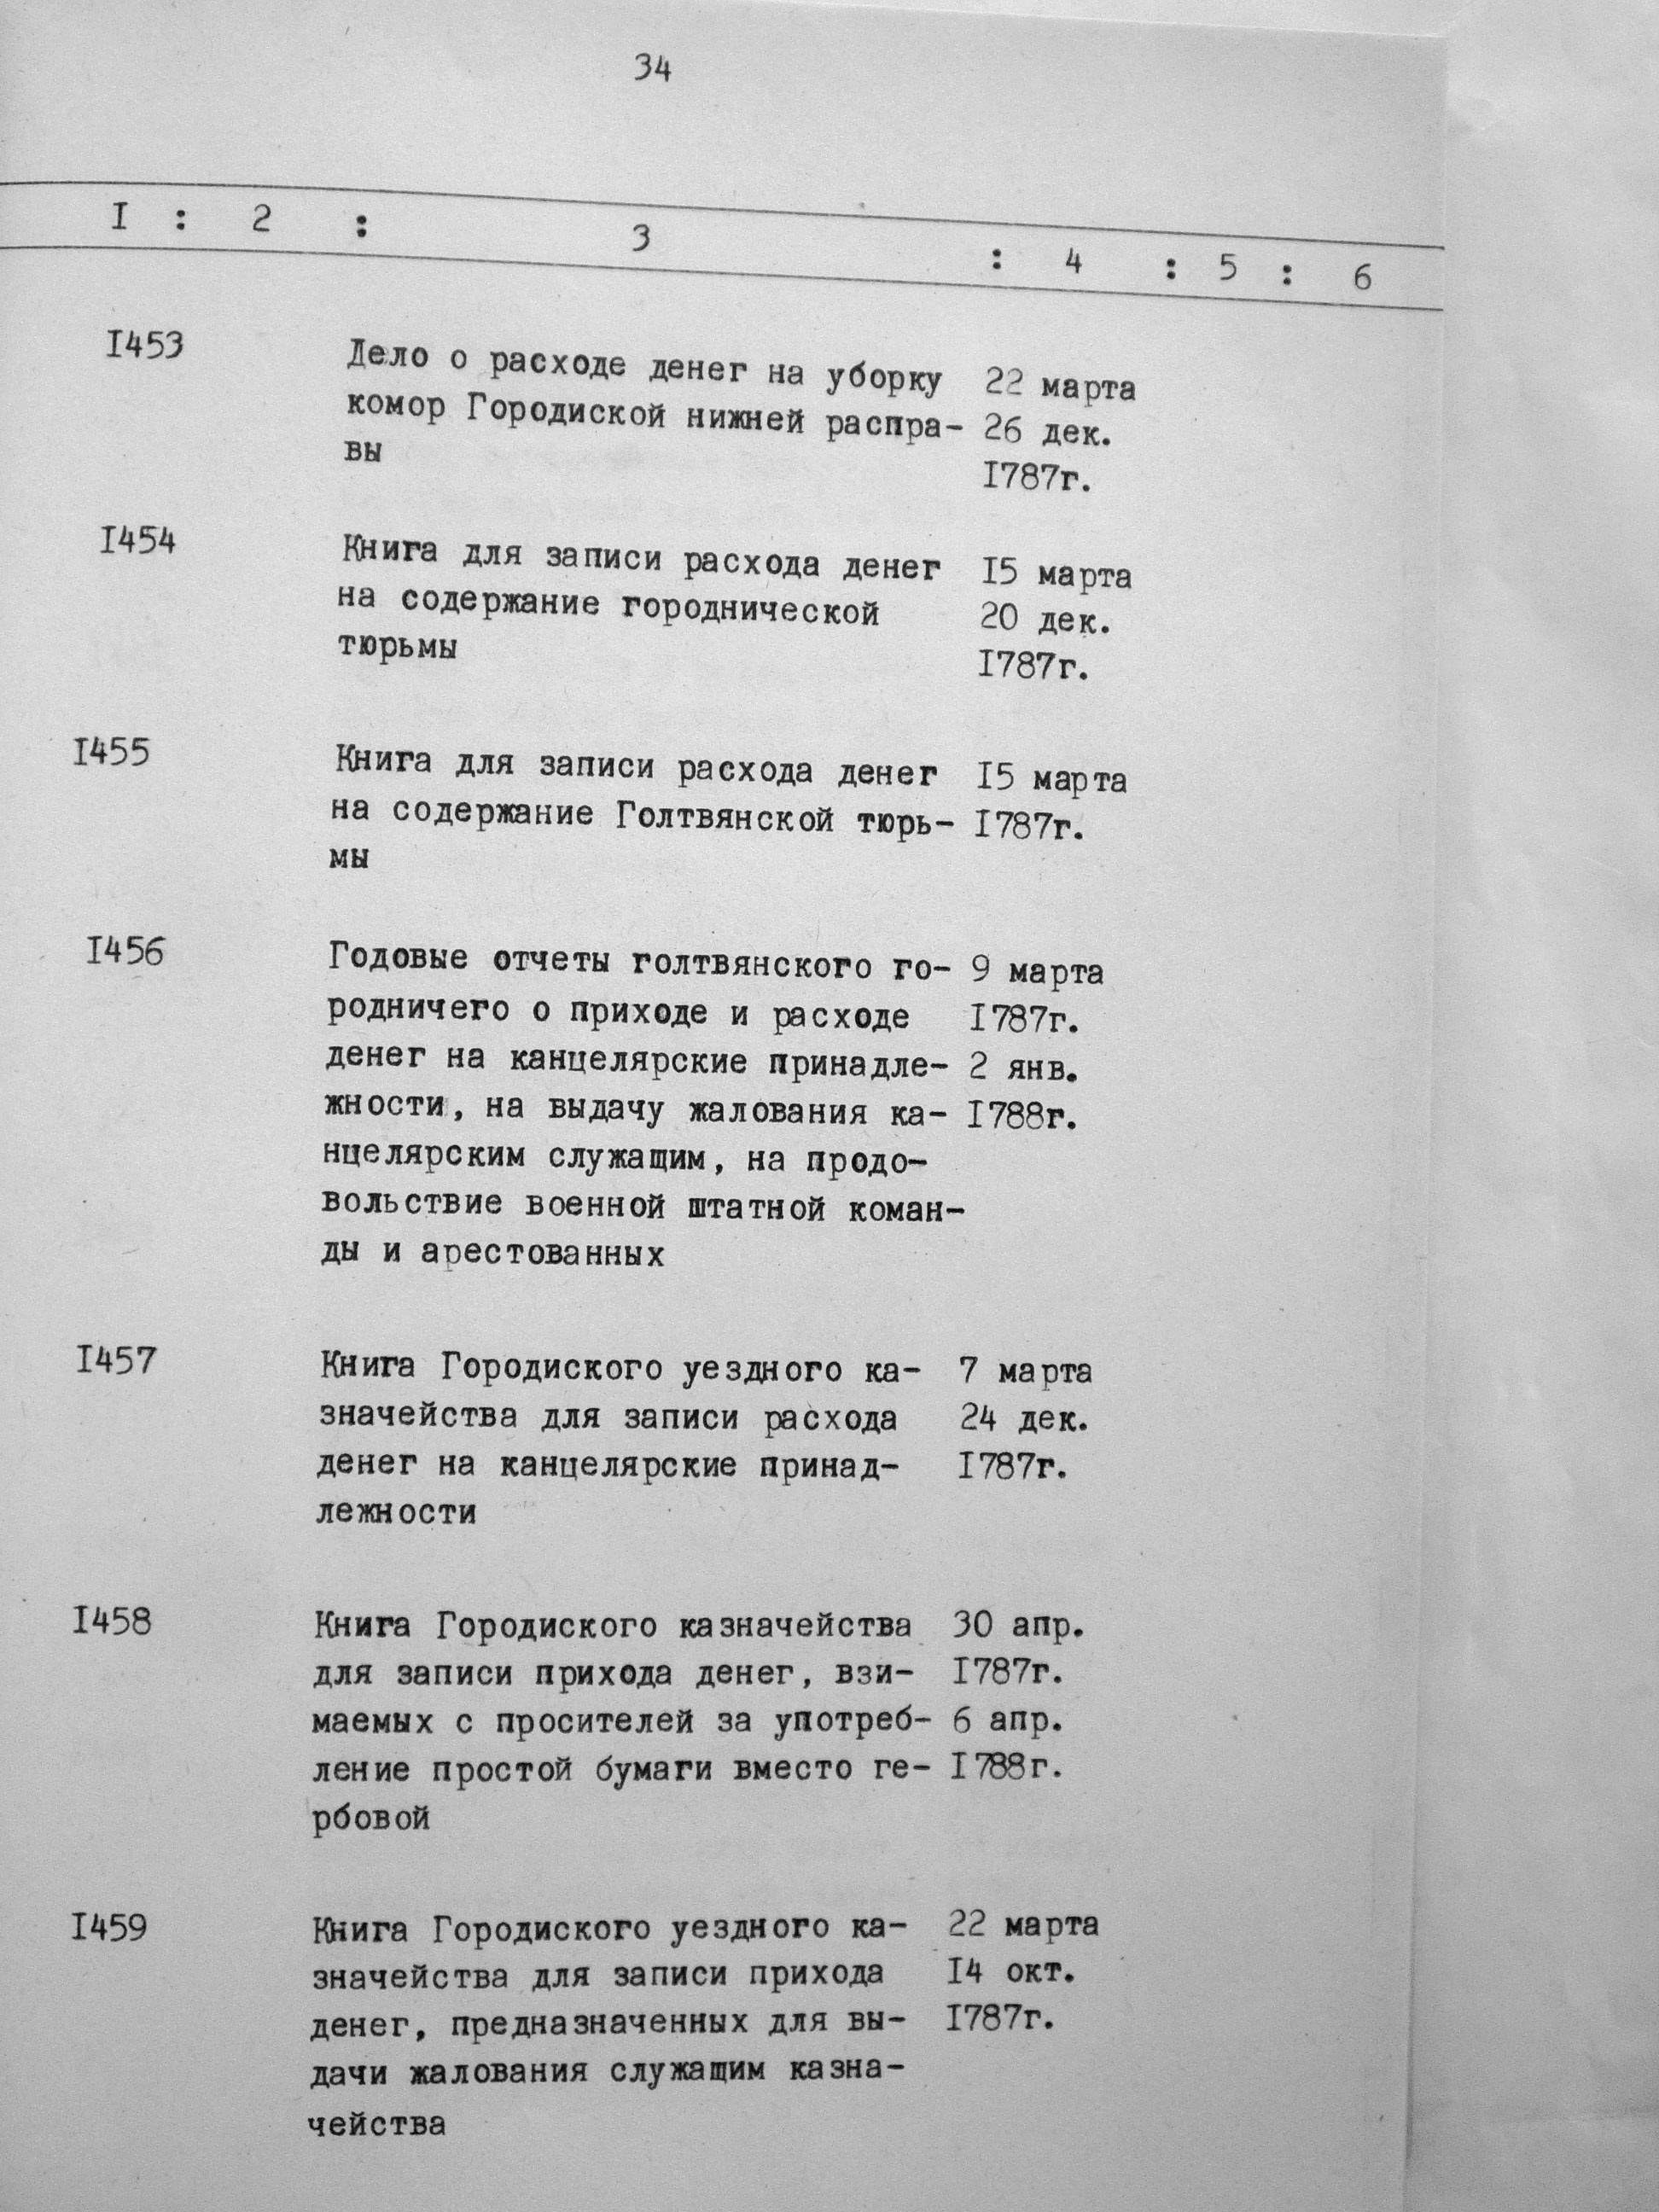 34
I : 2 : 3 : 4 : 5 : 6
I453 Дело о расходе денег на уборку 22 марта
комор Городиской нижней распра- 26 дек.
вы I787г.
I454 Книга для записи расхода денег I5 марта
на содержание городнической 20 дек.
тюрьмы I787г.
I455 Книга для записи расхода денег I5 марта
на содержание Голтвянской тюрь- I787г.
мы
I456 Годовые отчеты голтвянского го- 9 марта
родничего о приходе и расходе I787г.
денег на канцелярские принадле- 2 янв.
жности, на выдачу жалования ка- I788г.
нцелярским служащим, на продо-
вольствие военной штатной коман-
ды и арестованных
I457 Книга Городиского уездного ка- 7 марта
значейства для записи расхода 24 дек.
денег на канцелярские принад- I787г.
лежности
I458 Книга Городиского казначейства 30 апр.
для записи прихода денег, взи- I787г.
маемых с просителей за употреб- 6 апр.
ление простой бумаги вместо ге- I788г.
рбовой
I459 Книга Городиского уездного ка- 22 марта
значейства для записи прихода I4 окт.
денег, предназначенных для вы- I787г.
дачи жалования служащим казна-
чейства